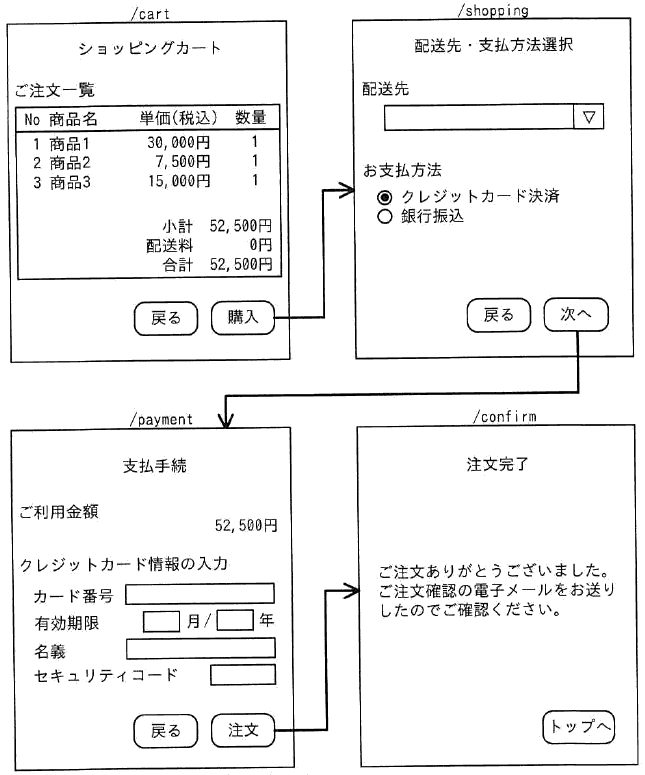 /cart
ショッピングカート
ご注文一覧
No 商品名 単価(税込) 数量
1 商品1 30,000円 1
2 商品2 7,500円 1
3 商品3 15,000円 1
小計 52,500円
配送料 0円
合計 52,500円
戻る 購入
/shopping
配送先・支払方法選択
配送先
▽
お支払方法
クレジットカード決済
銀行振込
戻る 次へ
/payment
支払手続
ご利用金額
52,500円
クレジットカード情報の入力
カード番号
有効期限 月/ 年
名義
セキュリティコード
戻る 注文
/confirm
注文完了
ご注文ありがとうございました。
ご注文確認の電子メールをお送り
したのでご確認ください。
トップへ